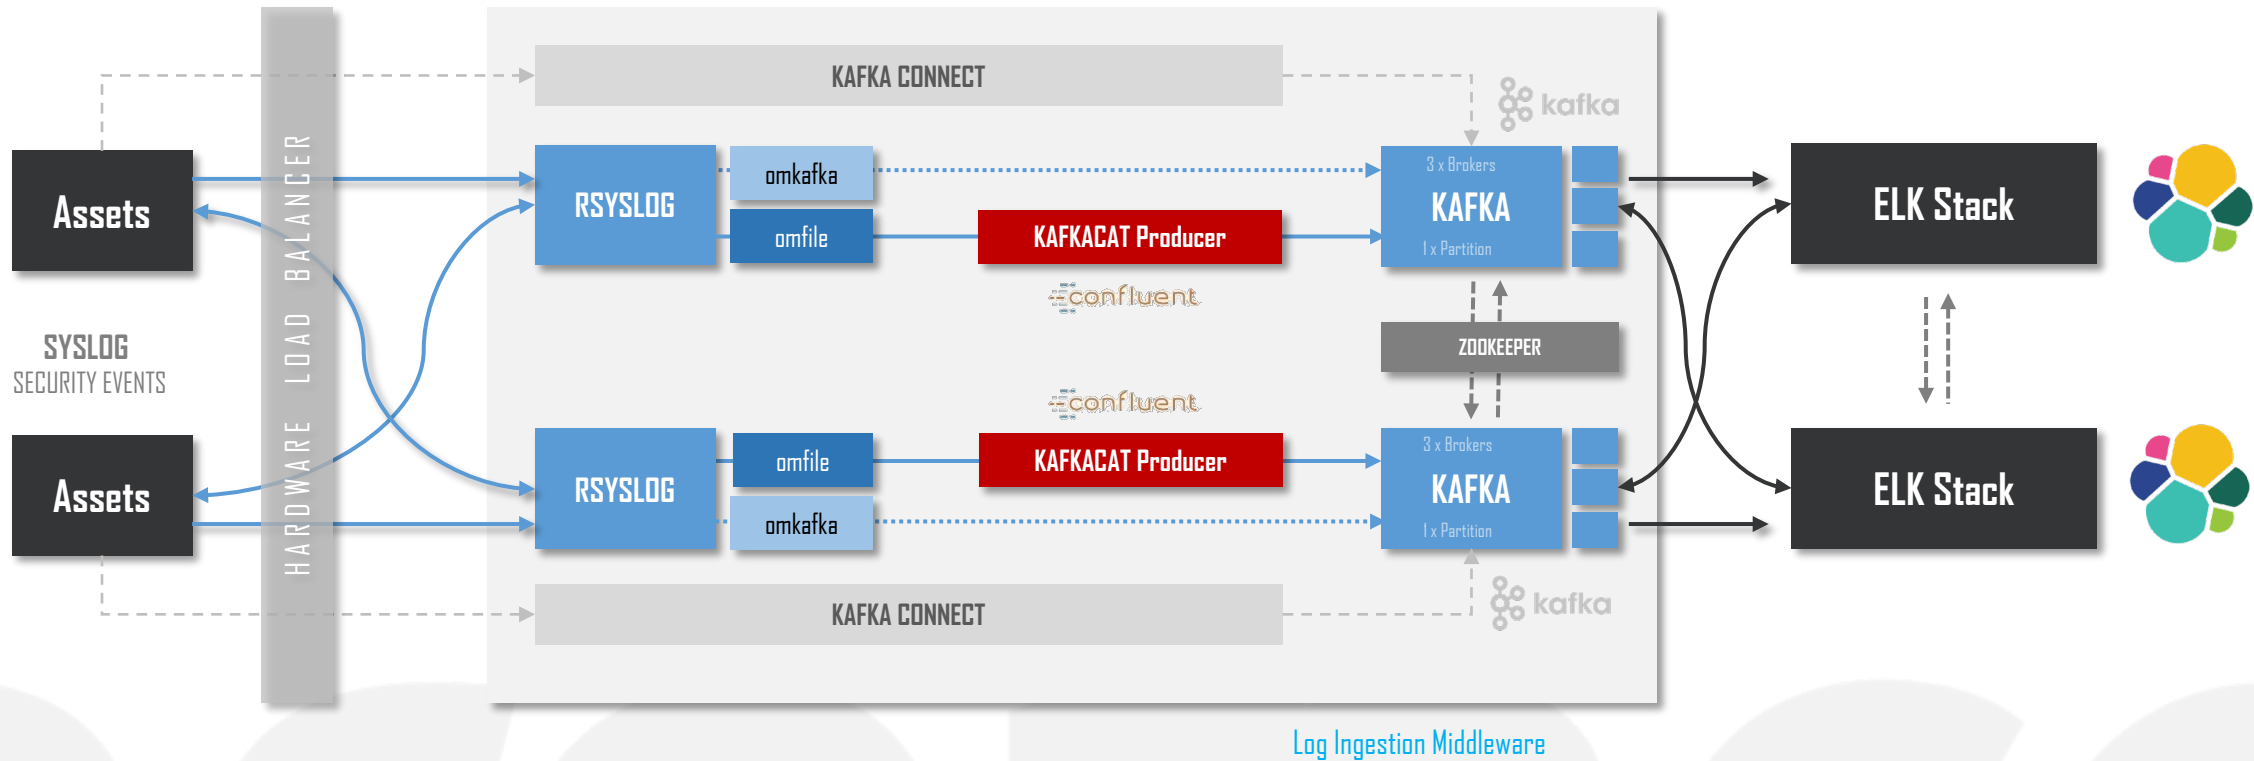 KAFKA CONNECT
kafka
HARDWARE LOAD BALANCER
Assets
RSYSLOG
omkafka
omfile
KAFKACAT Producer
confluent
3 x Brokers
KAFKA
1 x Partition
ELK Stack
SYSLOG
SECURITY EVENTS
ZOOKEEPER
confluent
Assets
RSYSLOG
omfile
omkafka
KAFKACAT Producer
3 x Brokers
KAFKA
1 x Partition
ELK Stack
KAFKA CONNECT
kafka
Log Ingestion Middleware